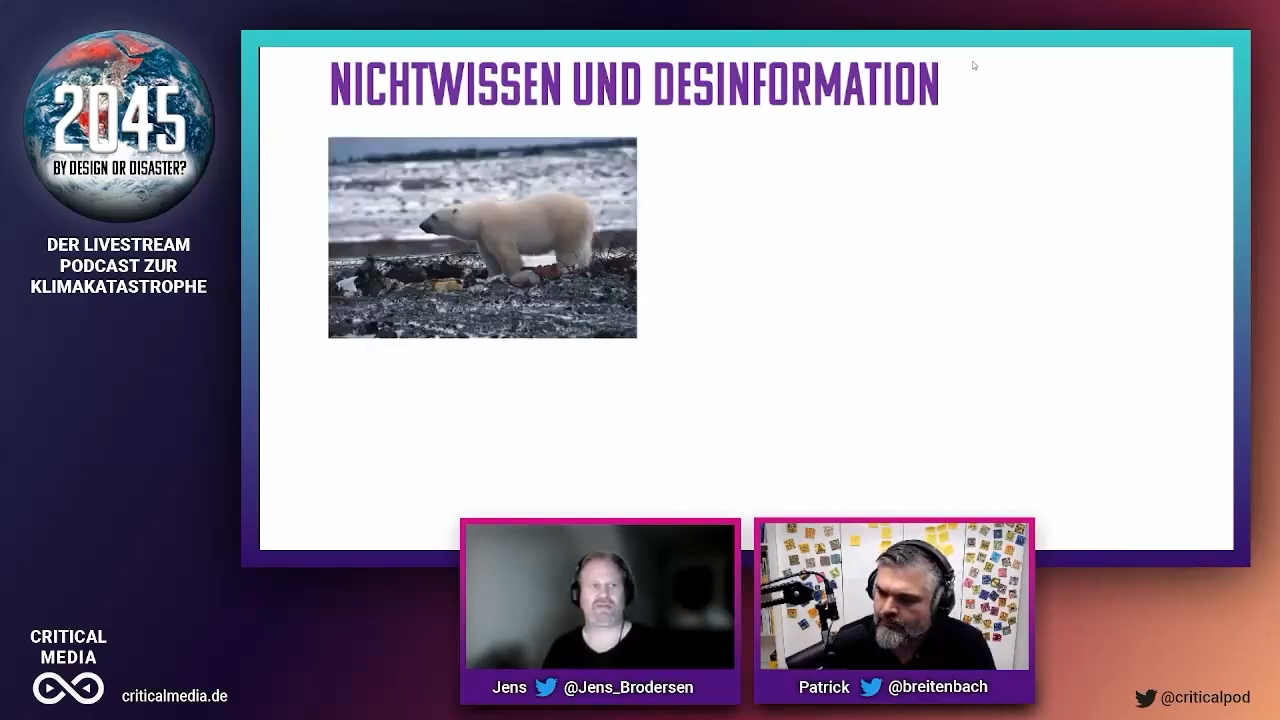 2045
BY DESIGN OR DISASTER?
DER LIVESTREAM
PODCAST ZUR
KLIMAKATASTROPHE
NICHTWISSEN UND DESINFORMATION
CRITICAL
MEDIA
criticalmedia.de
Jens @Jens_Brodersen
Patrick @breitenbach
@criticalpod